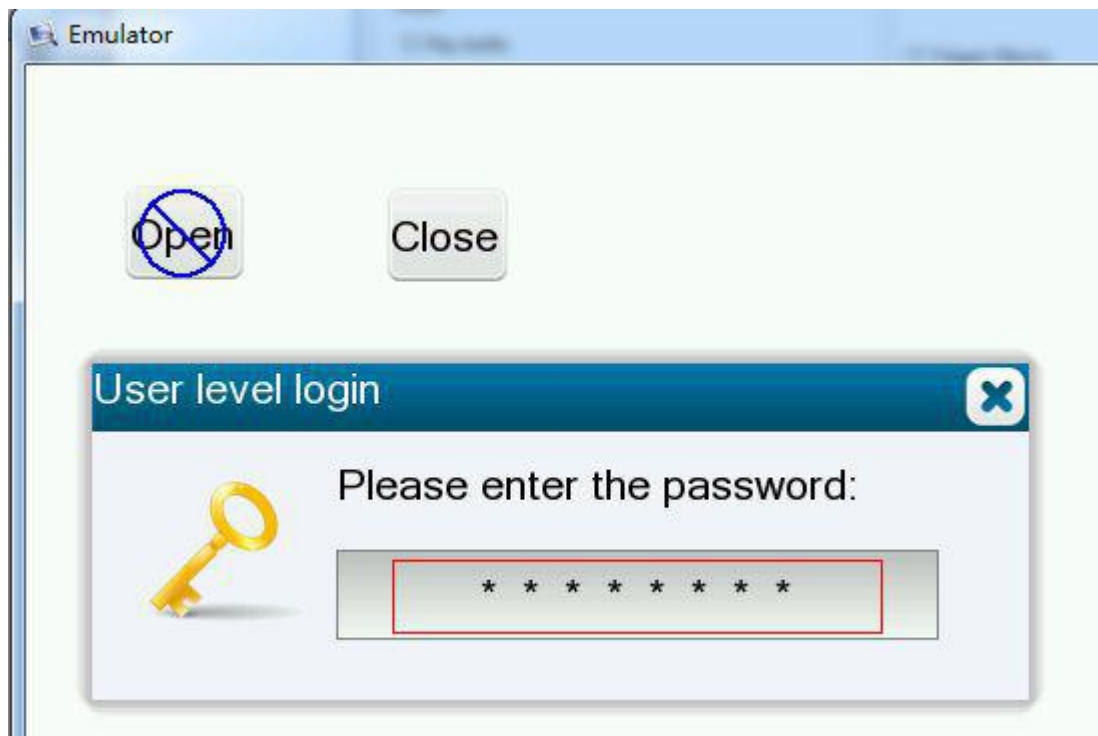 Emulator
Open
Close
User level login
Please enter the password:
* * * * * * * *